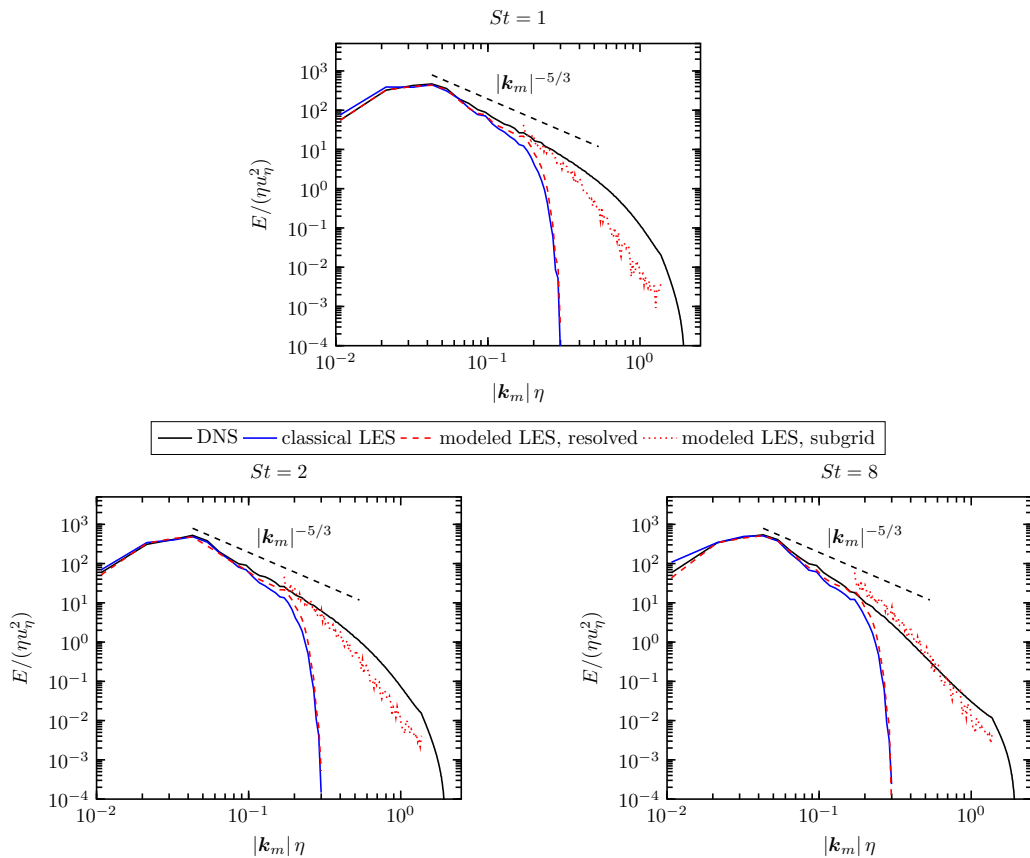 St = 1
10^3
10^2
10^1
10^0
10^{-1}
10^{-2}
10^{-3}
10^{-4}
E/(ηu_η^2)
|k_m|^{-5/3}
10^{-2} 10^{-1} 10^0
|k_m| η
DNS classical LES modeled LES, resolved modeled LES, subgrid
St = 2
10^3
10^2
10^1
10^0
10^{-1}
10^{-2}
10^{-3}
10^{-4}
E/(ηu_η^2)
|k_m|^{-5/3}
10^{-2} 10^{-1} 10^0
|k_m| η
St = 8
10^3
10^2
10^1
10^0
10^{-1}
10^{-2}
10^{-3}
10^{-4}
E/(ηu_η^2)
|k_m|^{-5/3}
10^{-2} 10^{-1} 10^0
|k_m| η